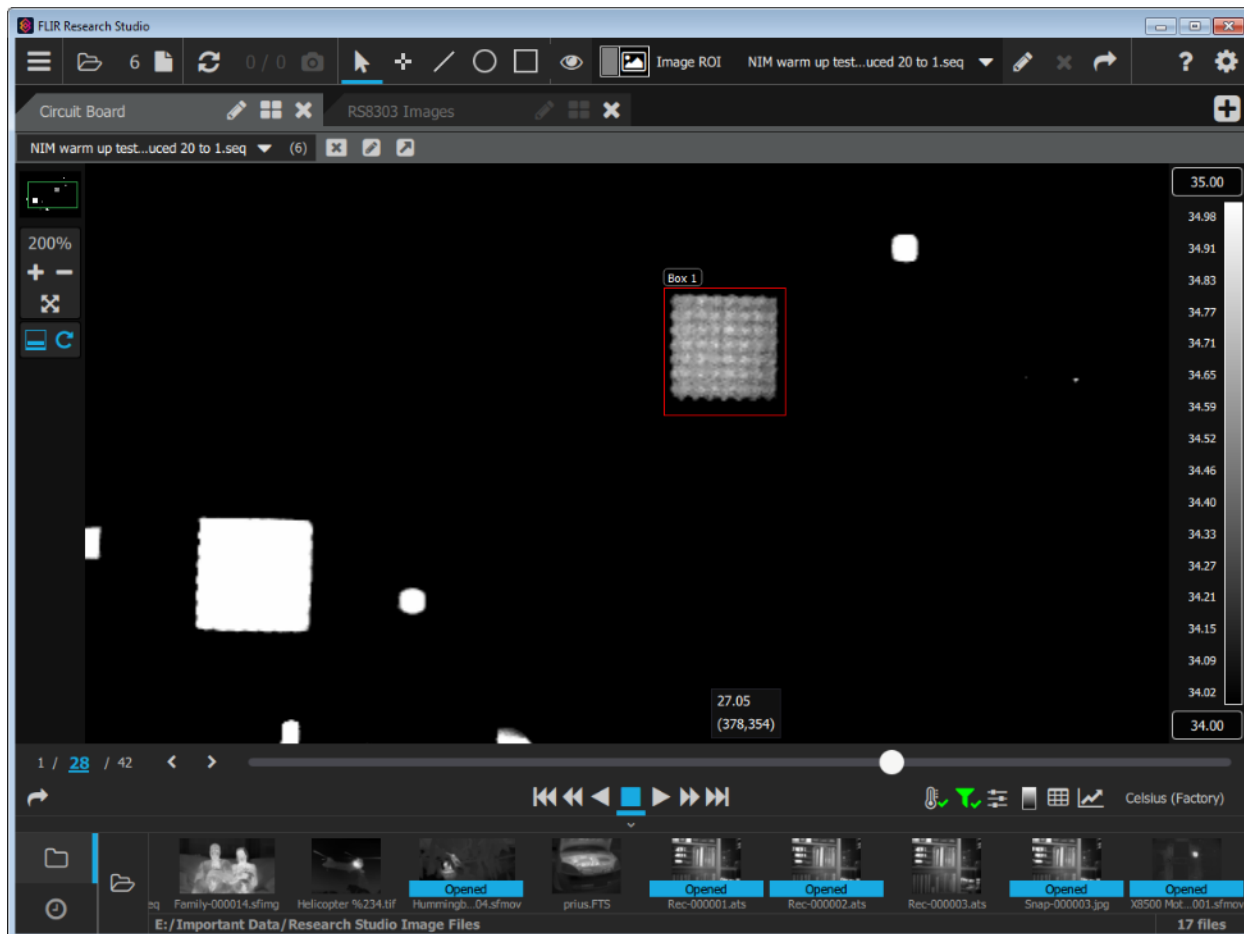 FLIR Research Studio
6
0 / 0
Image ROI
NIM warm up test...uced 20 to 1.seq
?
Circuit Board
RS8303 Images
NIM warm up test...uced 20 to 1.seq
(6)
35.00
34.98
200%
34.91
Box 1
34.83
34.77
34.71
34.65
34.59
34.52
34.46
34.40
34.33
34.27
34.21
34.15
34.09
34.02
27.05
(378,354)
34.00
1 / 28 / 42
Celsius (Factory)
Opened
Opened
Opened
Opened
Opened
eq
Family-000014.sfimg
Helicopter %234.tif
Hummingb...04.sfmov
prius.FTS
Rec-000001.ats
Rec-000002.ats
Rec-000003.ats
Snap-000003.jpg
X8500 Mot...001.sfmov
E:/Important Data/Research Studio Image Files
17 files